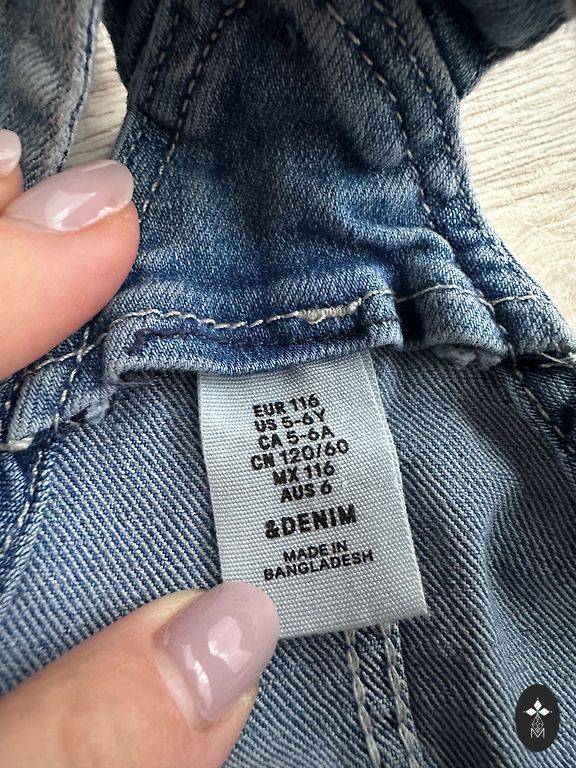 EUR 116
US 5-6Y
CA 5-6A
CN 120/60
MX 116
AUS 6
&DENIM
MADE IN
BANGLADESH
M